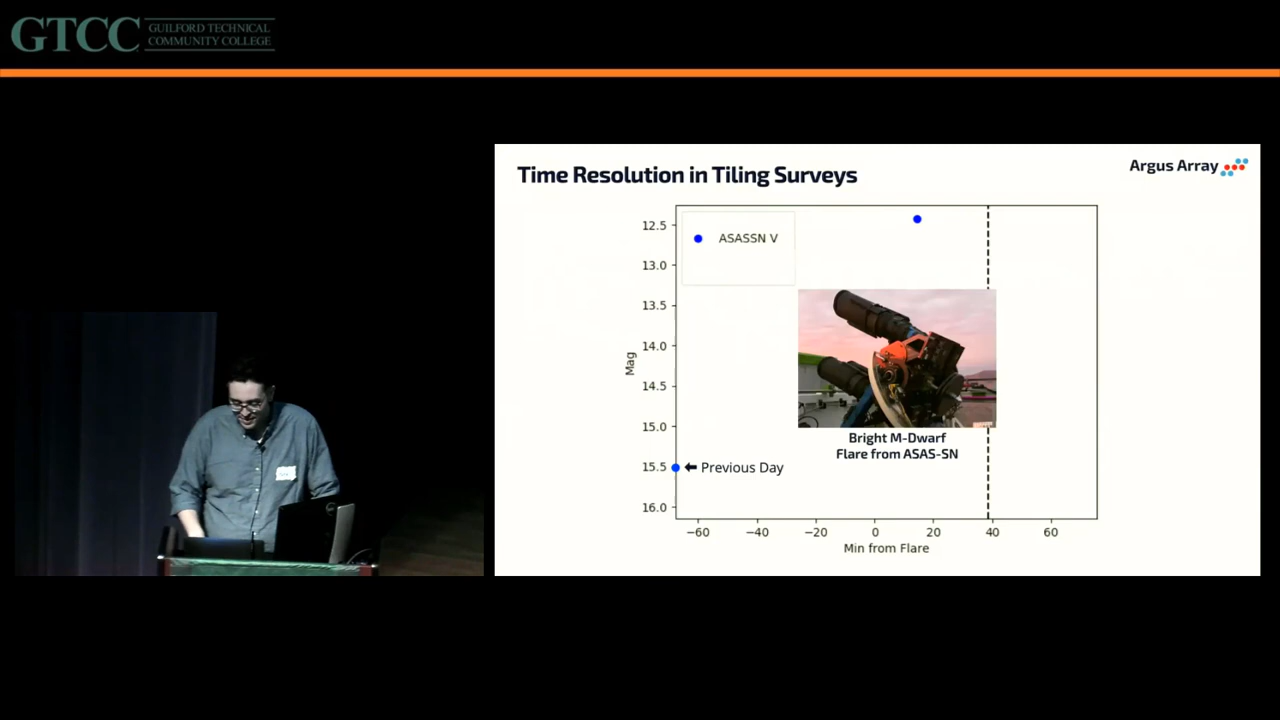 GTCC
GUILFORD TECHNICAL
COMMUNITY COLLEGE
Time Resolution in Tiling Surveys
Argus Array
12.5
13.0
13.5
14.0
14.5
15.0
15.5
16.0
Mag
ASASSN V
Bright M-Dwarf
Flare from ASAS-SN
Previous Day
−60
−40
−20
0
20
40
60
Min from Flare